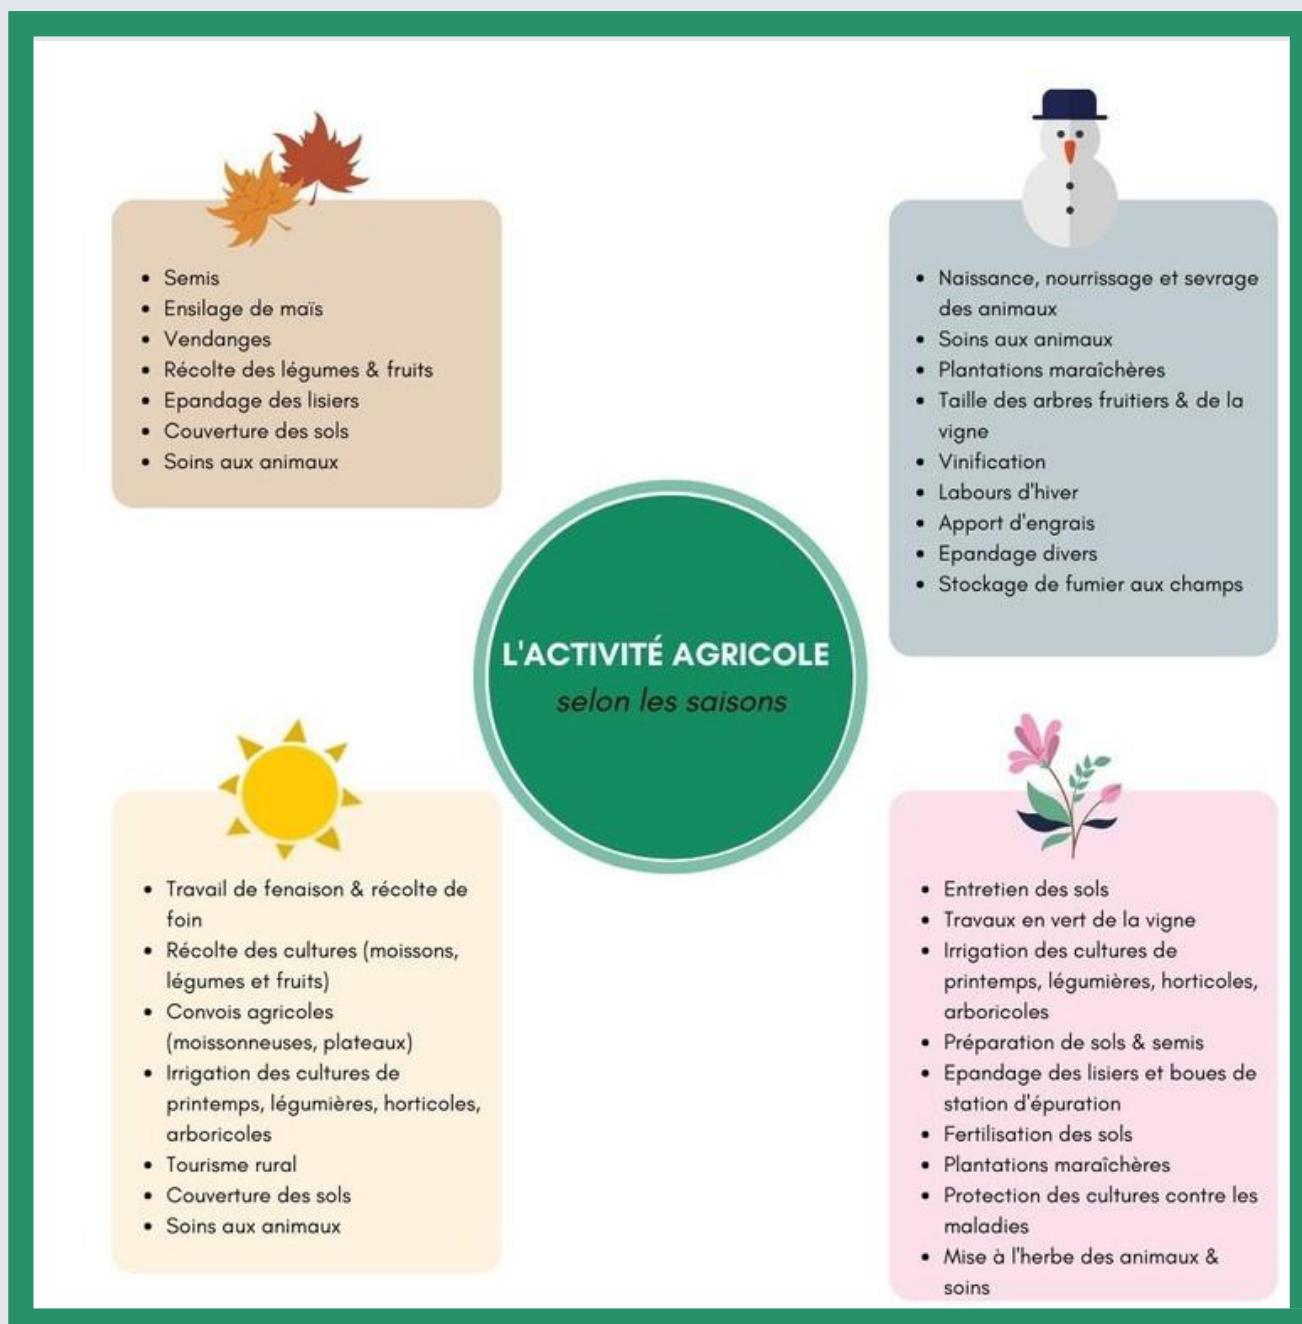 • Semis
• Ensilage de maïs
• Vendanges
• Récolte des légumes & fruits
• Epandage des lisiers
• Couverture des sols
• Soins aux animaux
• Naissance, nourrissage et sevrage
des animaux
• Soins aux animaux
• Plantations maraîchères
• Taille des arbres fruitiers & de la
vigne
• Vinification
• Labours d'hiver
• Apport d'engrais
• Epandage divers
• Stockage de fumier aux champs
L'ACTIVITÉ AGRICOLE
selon les saisons
• Travail de fenaison & récolte de
foin
• Récolte des cultures (moissons,
légumes et fruits)
• Convois agricoles
(moissonneuses, plateaux)
• Irrigation des cultures de
printemps, légumières, horticoles,
arboricoles
• Tourisme rural
• Couverture des sols
• Soins aux animaux
• Entretien des sols
• Travaux en vert de la vigne
• Irrigation des cultures de
printemps, légumières, horticoles,
arboricoles
• Préparation de sols & semis
• Epandage des lisiers et boues de
station d'épuration
• Fertilisation des sols
• Plantations maraîchères
• Protection des cultures contre les
maladies
• Mise à l'herbe des animaux &
soins